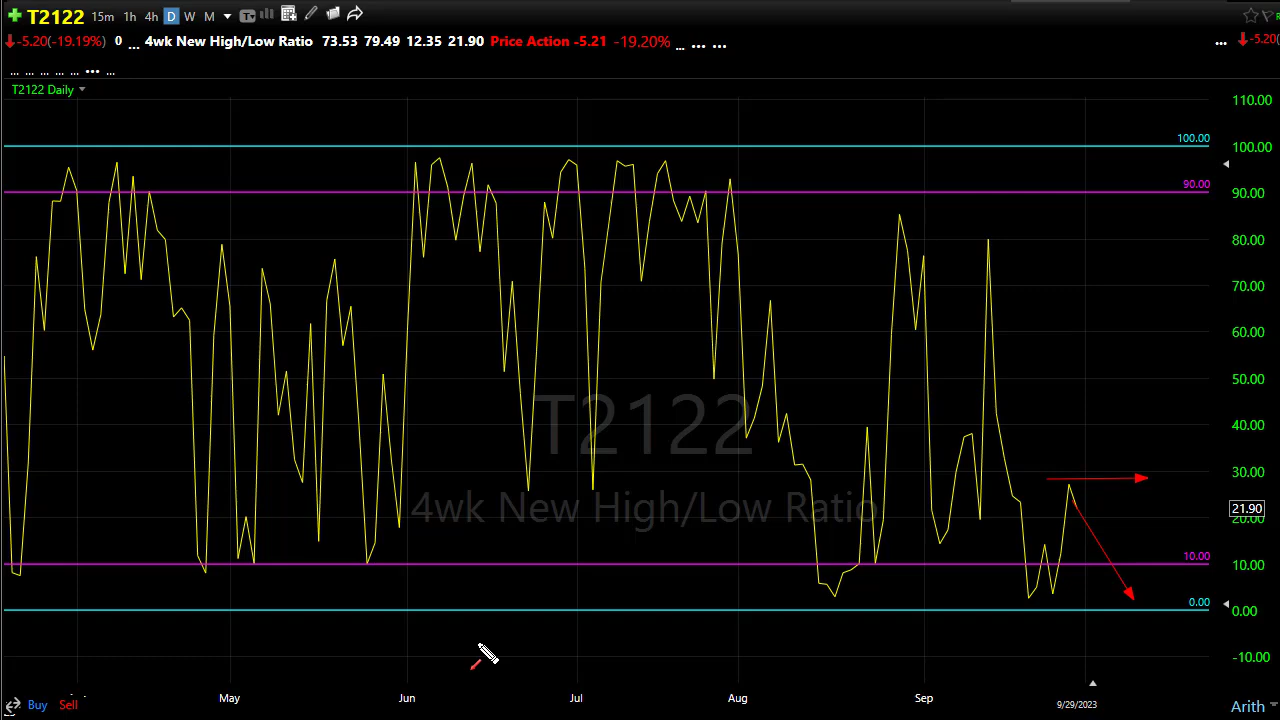 T2122 15m 1h 4h D W M T
-5.20(-19.19%) 0 ... 4wk New High/Low Ratio 73.53 79.49 12.35 21.90 Price Action -5.21 -19.20% ... ... ... ... -5.20(
... ... ... ... ... ... ...
T2122 Daily
110.00
100.00 100.00
90.00 90.00
80.00
70.00
60.00
50.00
T2122
40.00
30.00
4wk New High/Low Ratio 21.90
20.00
10.00 10.00
0.00 0.00
-10.00
May Jun Jul Aug Sep 9/29/2023
Buy Sell Arith